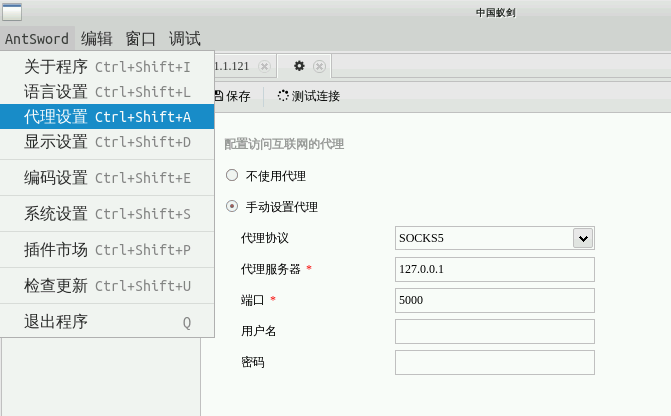 中国蚁剑
AntSword 编辑 窗口 调试
关于程序 Ctrl+Shift+I
语言设置 Ctrl+Shift+L
代理设置 Ctrl+Shift+A
显示设置 Ctrl+Shift+D
编码设置 Ctrl+Shift+E
系统设置 Ctrl+Shift+S
插件市场 Ctrl+Shift+P
检查更新 Ctrl+Shift+U
退出程序 Q
1.1.121
保存 测试连接
配置访问互联网的代理
不使用代理
手动设置代理
代理协议 SOCKS5
代理服务器 * 127.0.0.1
端口 * 5000
用户名
密码